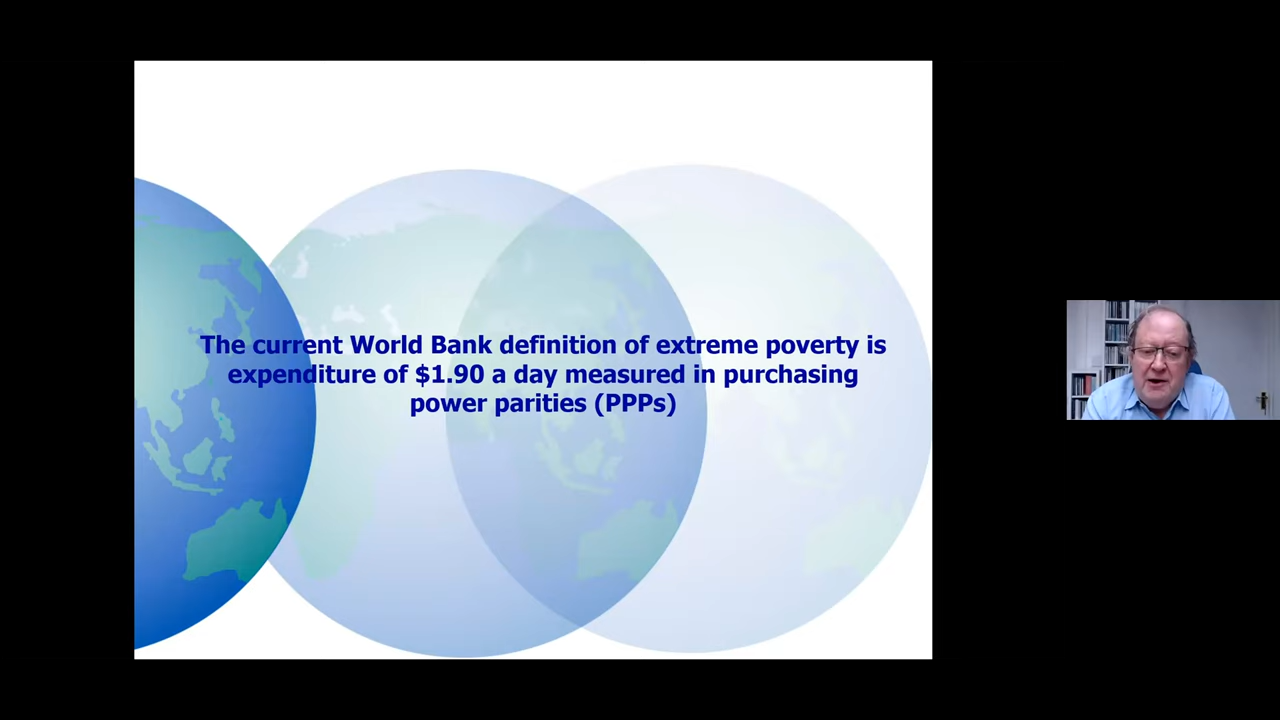 The current World Bank definition of extreme poverty is
expenditure of $1.90 a day measured in purchasing
power parities (PPPs)